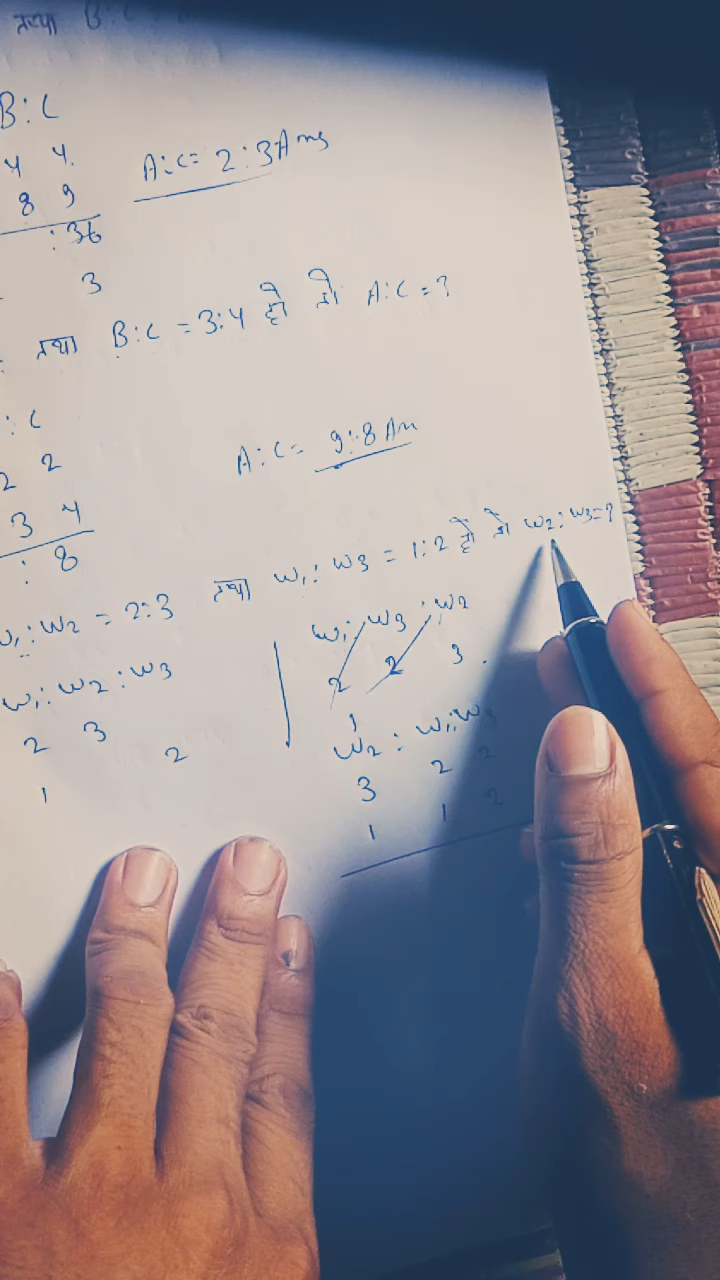 तथा B:C
B:C
4 4.
8 9
:36
3
A:C= 2:3 Ans
तथा B:C = 3:4 हो तो A:C = ?
:C
2 2
3 4
:8
A:C= 9:8 An
w₁:w2 = 2:3 तथा w₁:w3 = 1:2 हो तो w2:w3=?
w₁:w2:w3
2 3
1 2
w₁:w3:w2
2 2 3.
1
w2:w₁:w3
3 2 2
1 1 2